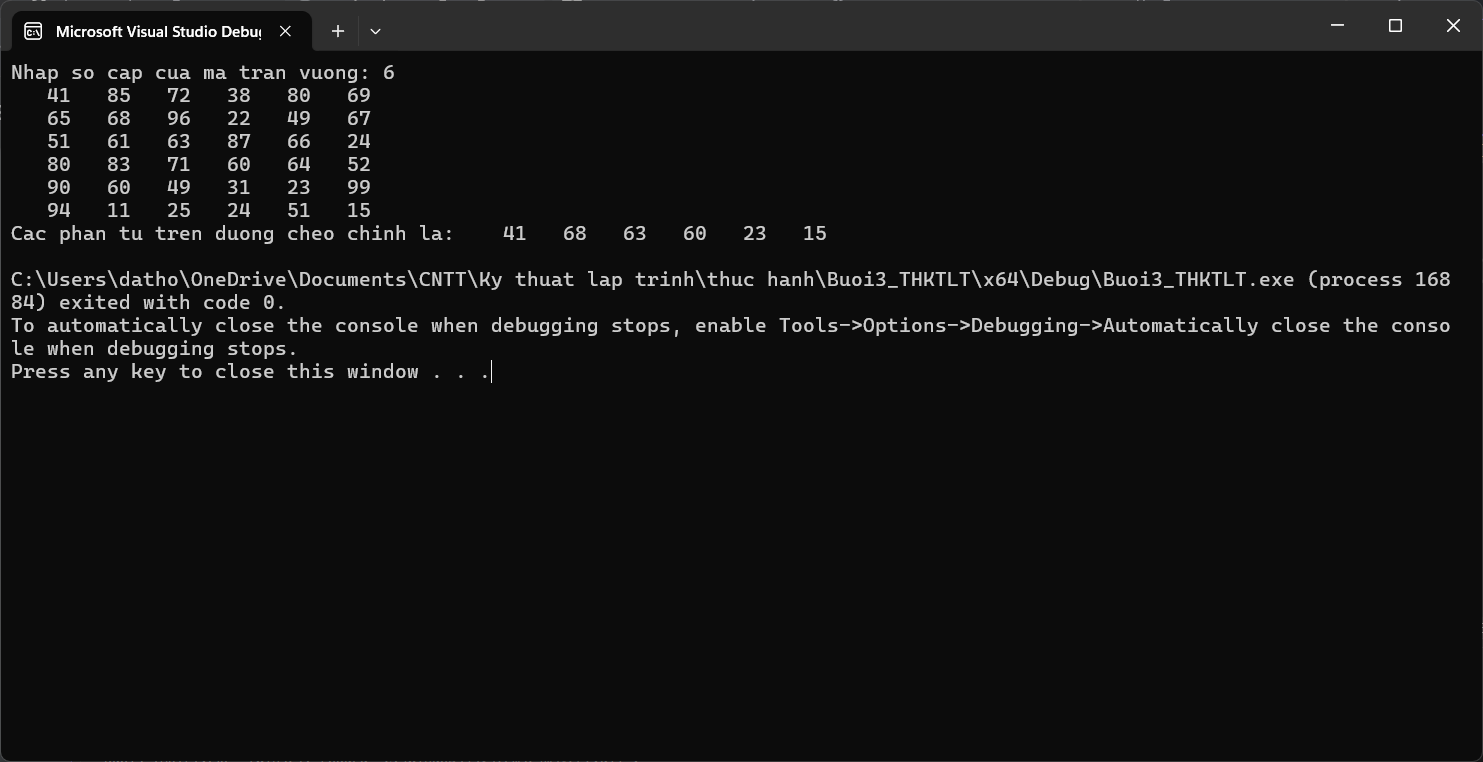 Microsoft Visual Studio Debu
Nhap so cap cua ma tran vuong: 6
41 85 72 38 80 69
65 68 96 22 49 67
51 61 63 87 66 24
80 83 71 60 64 52
90 60 49 31 23 99
94 11 25 24 51 15
Cac phan tu tren duong cheo chinh la: 41 68 63 60 23 15
C:\Users\datho\OneDrive\Documents\CNTT\Ky thuat lap trinh\thuc hanh\Buoi3_THKTLT\x64\Debug\Buoi3_THKTLT.exe (process 168
84) exited with code 0.
To automatically close the console when debugging stops, enable Tools->Options->Debugging->Automatically close the conso
le when debugging stops.
Press any key to close this window . . .